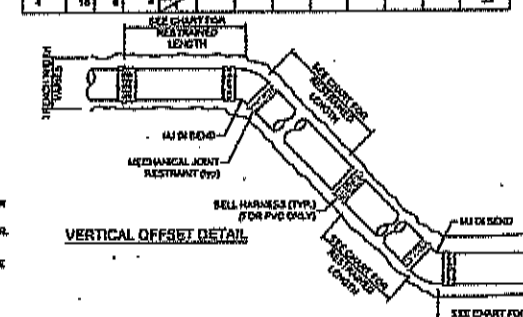 SEE CHART FOR
RESTRAINED
LENGTH
TRENCH WIDTH
VARIES
SEE CHART FOR
RESTRAINED
LENGTH
MJ DI BEND
MECHANICAL JOINT
RESTRAINT (typ)
BELL HARNESS (TYP.)
(FOR PVC ONLY)
MJ DI BEND
VERTICAL OFFSET DETAIL
SEE CHART FOR
RESTRAINED
LENGTH
SEE CHART FOR